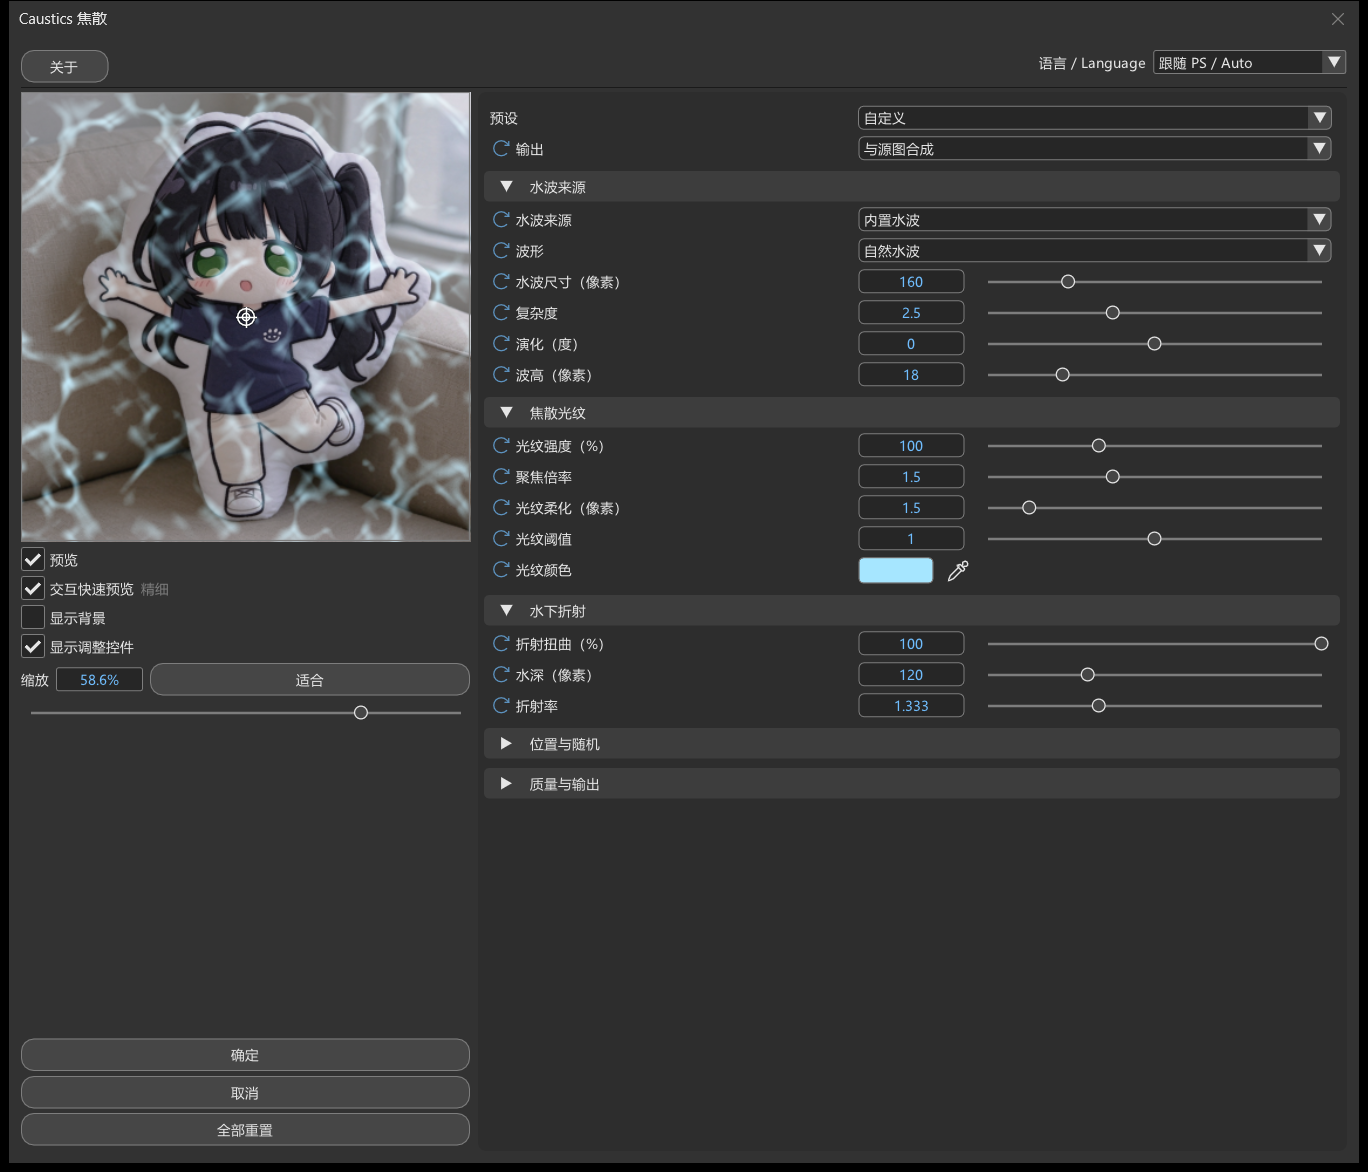 Caustics 焦散
关于
语言 / Language 跟随 PS / Auto
预设 自定义
输出 与源图合成
水波来源
水波来源 内置水波
波形 自然水波
水波尺寸（像素） 160
复杂度 2.5
演化（度） 0
波高（像素） 18
焦散光纹
光纹强度（%） 100
聚焦倍率 1.5
光纹柔化（像素） 1.5
光纹阈值 1
光纹颜色
水下折射
折射扭曲（%） 100
水深（像素） 120
折射率 1.333
位置与随机
质量与输出
预览
交互快速预览 精细
显示背景
显示调整控件
缩放 58.6% 适合
确定
取消
全部重置